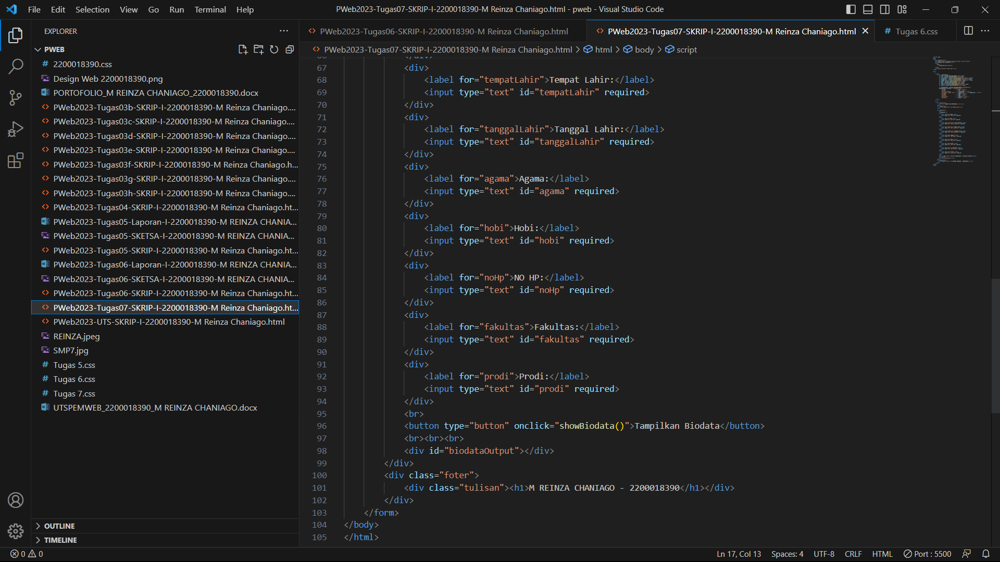 File Edit Selection View Go Run Terminal Help
PWeb2023-Tugas07-SKRIP-I-2200018390-M Reinza Chaniago.html - pweb - Visual Studio Code
EXPLORER
PWEB
2200018390.css
Design Web 2200018390.png
PORTOFOLIO_M REINZA CHANIAGO_2200018390.docx
PWeb2023-Tugas03b-SKRIP-I-2200018390-M Reinza Chaniago....
PWeb2023-Tugas03c-SKRIP-I-2200018390-M Reinza Chaniago....
PWeb2023-Tugas03d-SKRIP-I-2200018390-M Reinza Chaniago....
PWeb2023-Tugas03e-SKRIP-I-2200018390-M Reinza Chaniago....
PWeb2023-Tugas03f-SKRIP-I-2200018390-M Reinza Chaniago.h...
PWeb2023-Tugas03g-SKRIP-I-2200018390-M Reinza Chaniago....
PWeb2023-Tugas03h-SKRIP-I-2200018390-M Reinza Chaniago....
PWeb2023-Tugas04-SKRIP-I-2200018390-M Reinza Chaniago.ht...
PWeb2023-Tugas05-Laporan-I-2200018390-M REINZA CHANIA...
PWeb2023-Tugas05-SKETSA-I-2200018390-M REINZA CHANIA...
PWeb2023-Tugas05-SKRIP-I-2200018390-M Reinza Chaniago.ht...
PWeb2023-Tugas06-Laporan-I-2200018390-M REINZA CHANIA...
PWeb2023-Tugas06-SKETSA-I-2200018390-M REINZA CHANIA...
PWeb2023-Tugas06-SKRIP-I-2200018390-M Reinza Chaniago.ht...
PWeb2023-Tugas07-SKRIP-I-2200018390-M Reinza Chaniago.ht...
PWeb2023-UTS-SKRIP-I-2200018390-M Reinza Chaniago.html
REINZA.jpeg
SMP7.jpg
Tugas 5.css
Tugas 6.css
Tugas 7.css
UTSPEMWEB_2200018390_M REINZA CHANIAGO.docx
OUTLINE
TIMELINE
PWeb2023-Tugas06-SKRIP-I-2200018390-M Reinza Chaniago.html
PWeb2023-Tugas07-SKRIP-I-2200018390-M Reinza Chaniago.html
Tugas 6.css
PWeb2023-Tugas07-SKRIP-I-2200018390-M Reinza Chaniago.html > html > body > script
67 <div>
68 <label for="tempatLahir">Tempat Lahir:</label>
69 <input type="text" id="tempatLahir" required>
70 </div>
71 <div>
72 <label for="tanggalLahir">Tanggal Lahir:</label>
73 <input type="text" id="tanggalLahir" required>
74 </div>
75 <div>
76 <label for="agama">Agama:</label>
77 <input type="text" id="agama" required>
78 </div>
79 <div>
80 <label for="hobi">Hobi:</label>
81 <input type="text" id="hobi" required>
82 </div>
83 <div>
84 <label for="noHp">NO HP:</label>
85 <input type="text" id="noHp" required>
86 </div>
87 <div>
88 <label for="fakultas">Fakultas:</label>
89 <input type="text" id="fakultas" required>
90 </div>
91 <div>
92 <label for="prodi">Prodi:</label>
93 <input type="text" id="prodi" required>
94 </div>
95 <br>
96 <button type="button" onclick="showBiodata()">Tampilkan Biodata</button>
97 <br><br><br>
98 <div id="biodataOutput"></div>
99 </div>
100 <div class="foter">
101 <div class="tulisan"><h1>M REINZA CHANIAGO - 2200018390</h1></div>
102 </div>
103 </form>
104 </body>
105 </html>
0 0
Ln 17, Col 13 Spaces: 4 UTF-8 CRLF HTML Port : 5500